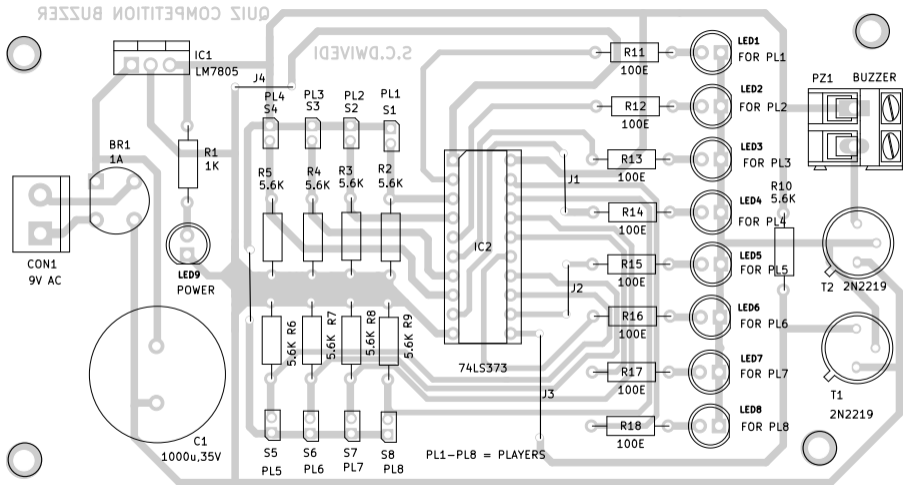 QUIZ COMPETITION BUZZER
S.C.DWIVEDI
IC1
LM7805
J4
PL4
S4
PL3
S3
PL2
S2
PL1
S1
R11
100E
LED1
FOR PL1
R12
100E
LED2
FOR PL2
PZ1
BUZZER
BR1
1A
R1
1K
R5
5.6K
R4
5.6K
R3
5.6K
R2
5.6K
R13
100E
LED3
FOR PL3
J1
R14
100E
LED4
FOR PL4
R10
5.6K
IC2
CON1
9V AC
LED9
POWER
R15
100E
LED5
FOR PL5
T2
2N2219
J2
R16
100E
LED6
FOR PL6
5.6K R6
5.6K R7
5.6K R8
5.6K R9
74LS373
R17
100E
LED7
FOR PL7
J3
T1
2N2219
C1
1000u,35V
S5
PL5
S6
PL6
S7
PL7
S8
PL8
R18
100E
LED8
FOR PL8
PL1-PL8 = PLAYERS